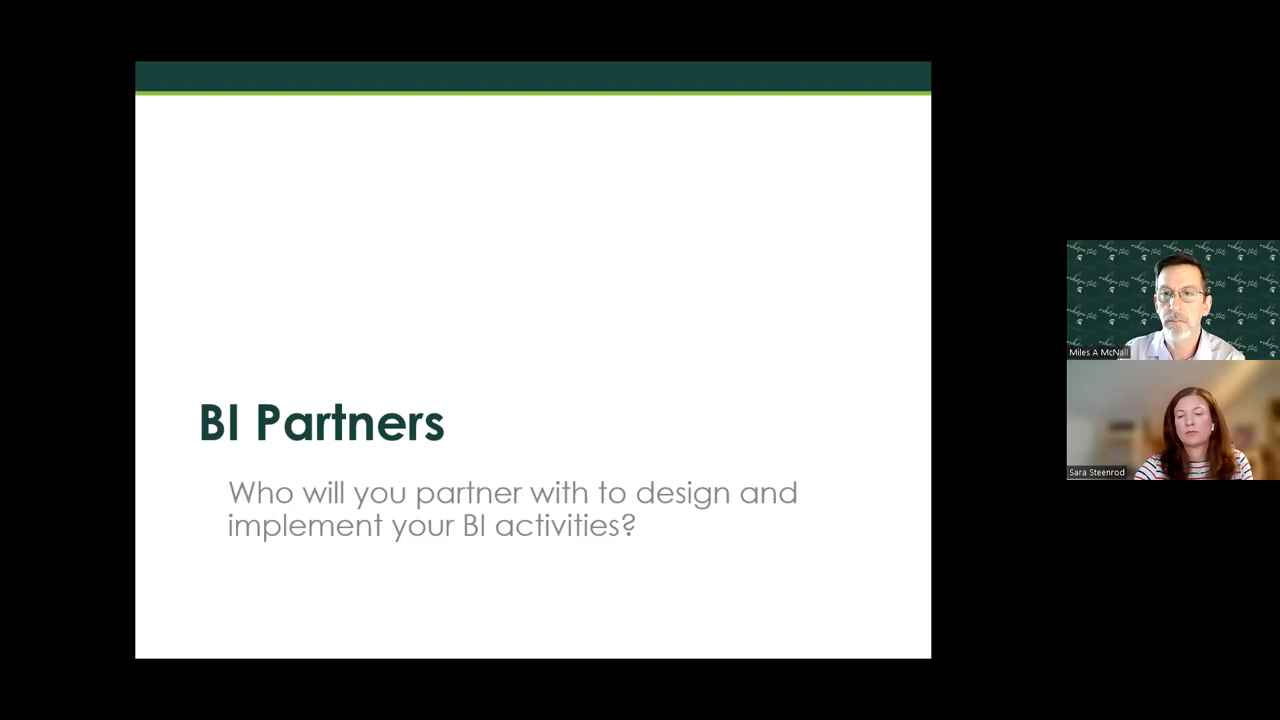 BI Partners
Who will you partner with to design and
implement your BI activities?
Miles A McNall
Sara Steenrod